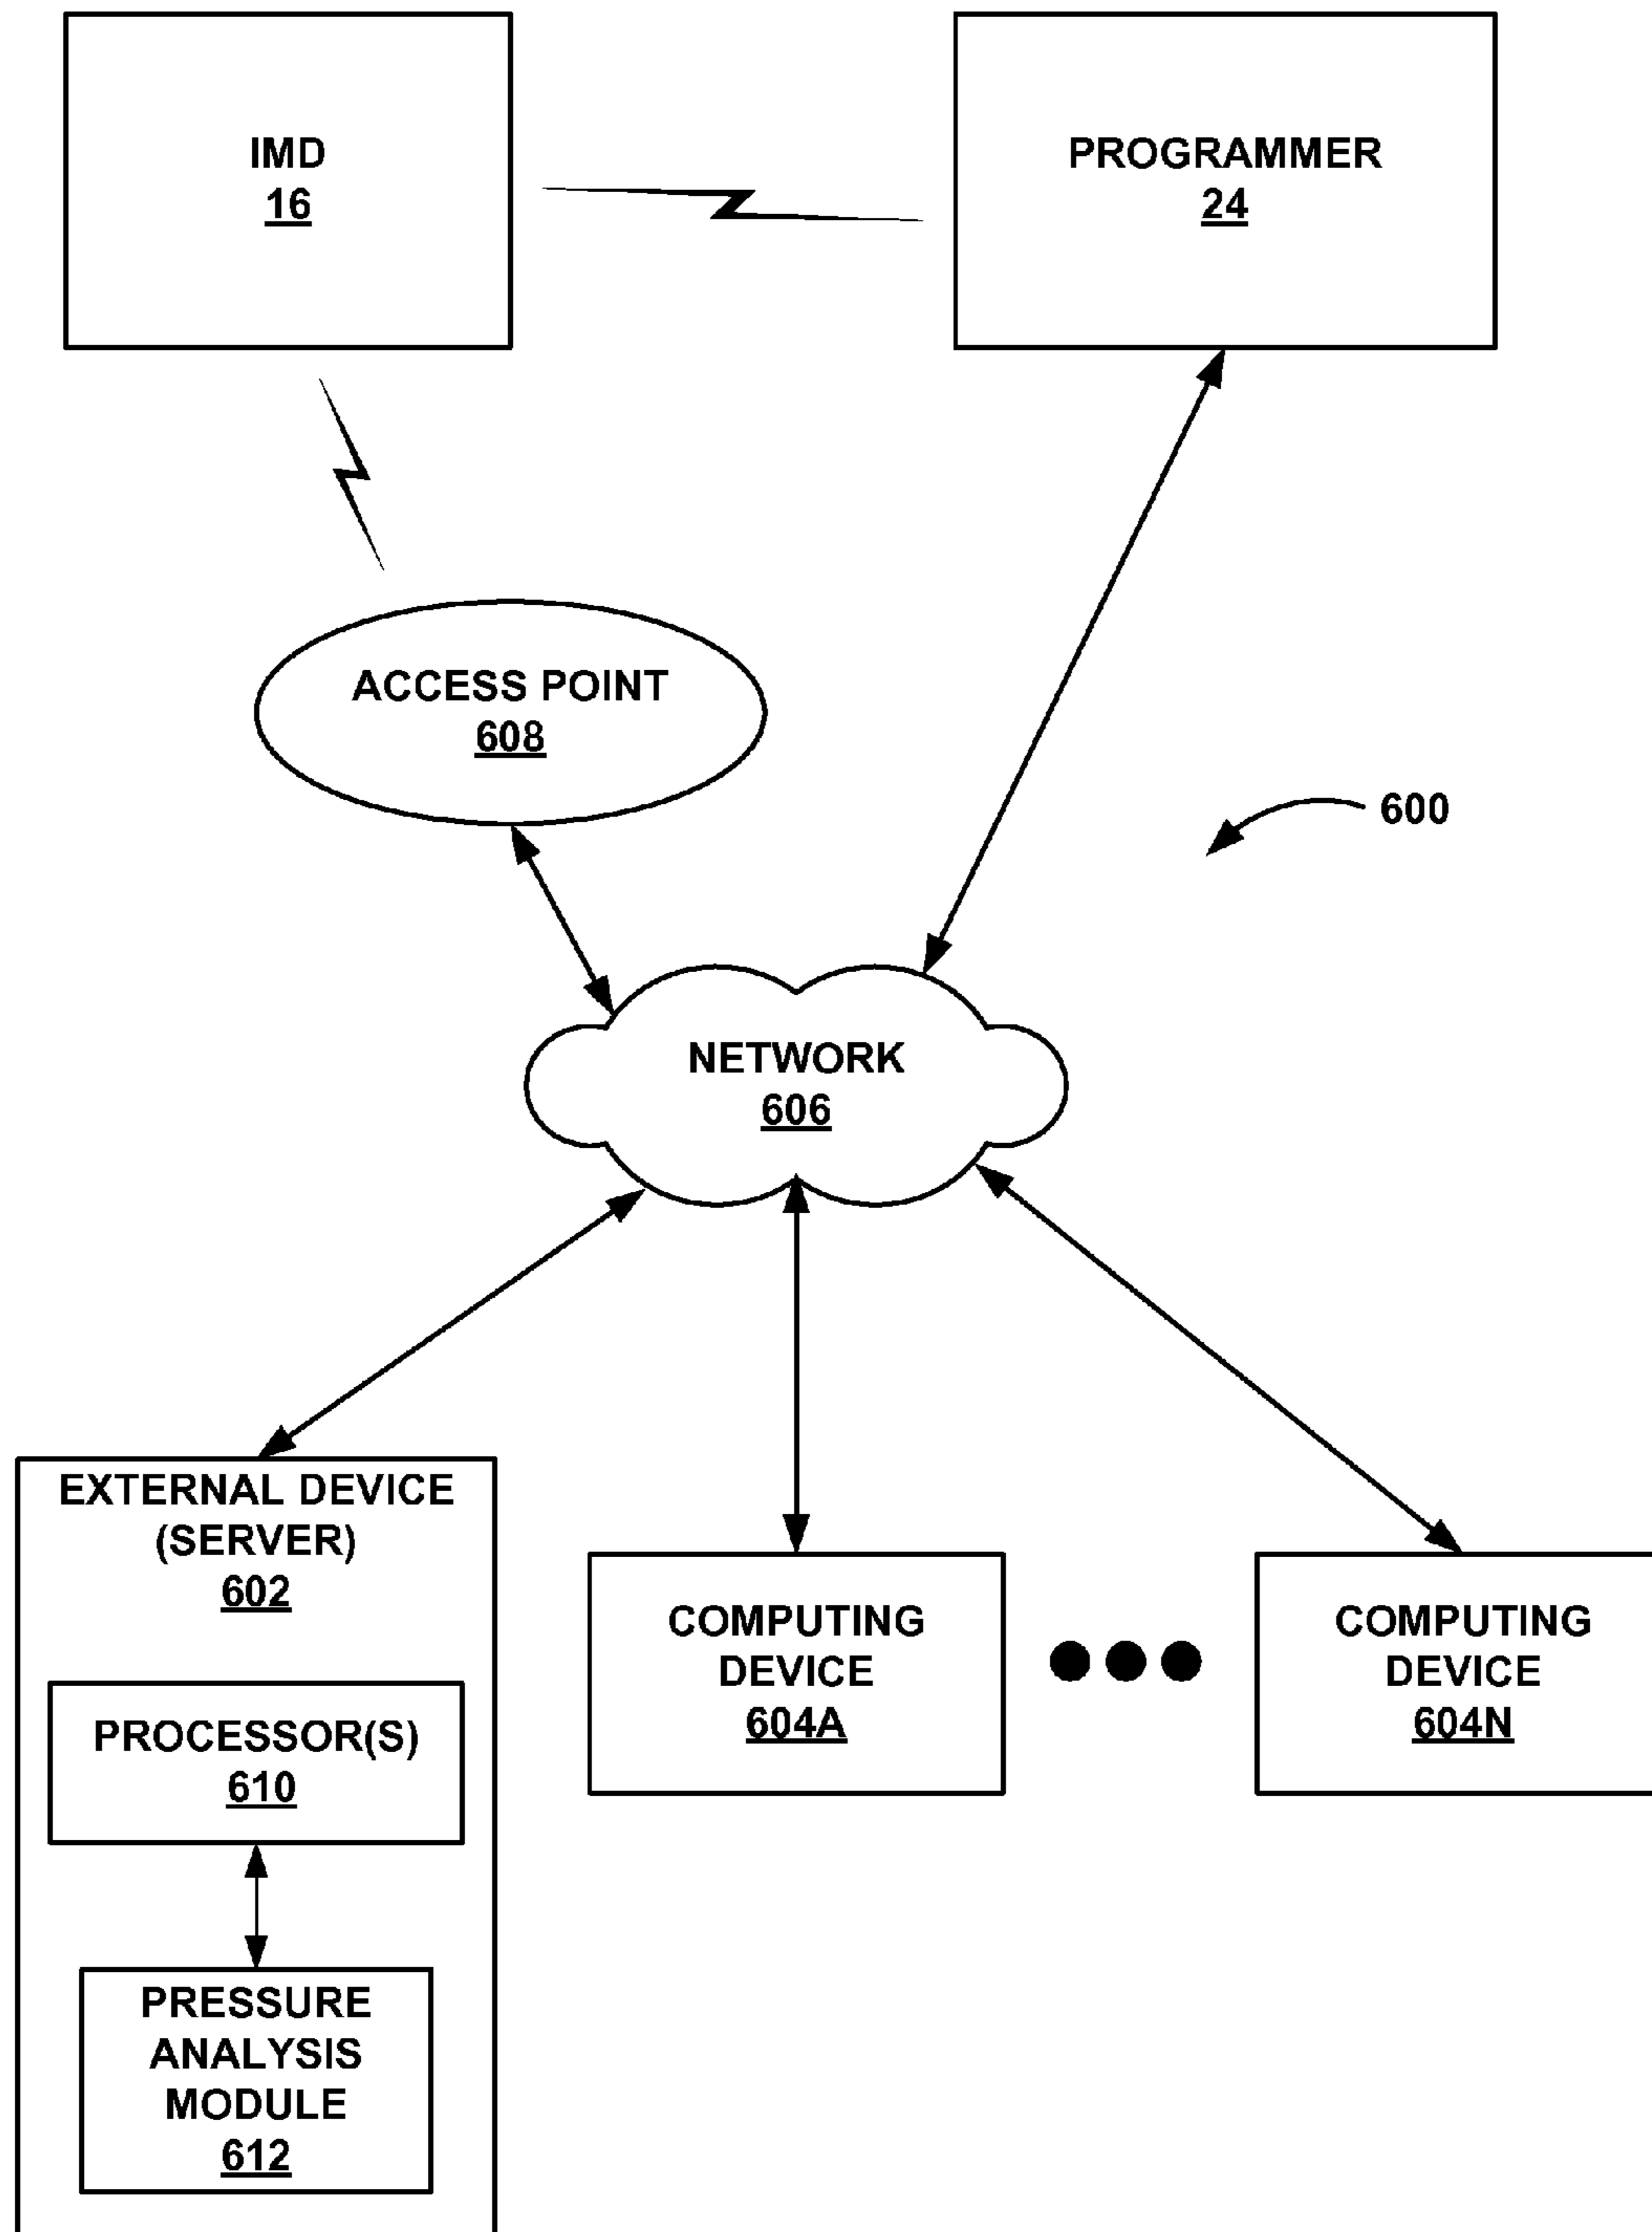 IMD
16
PROGRAMMER
24
ACCESS POINT
608
600
NETWORK
606
EXTERNAL DEVICE
(SERVER)
602
PROCESSOR(S)
610
PRESSURE
ANALYSIS
MODULE
612
COMPUTING
DEVICE
604A
COMPUTING
DEVICE
604N